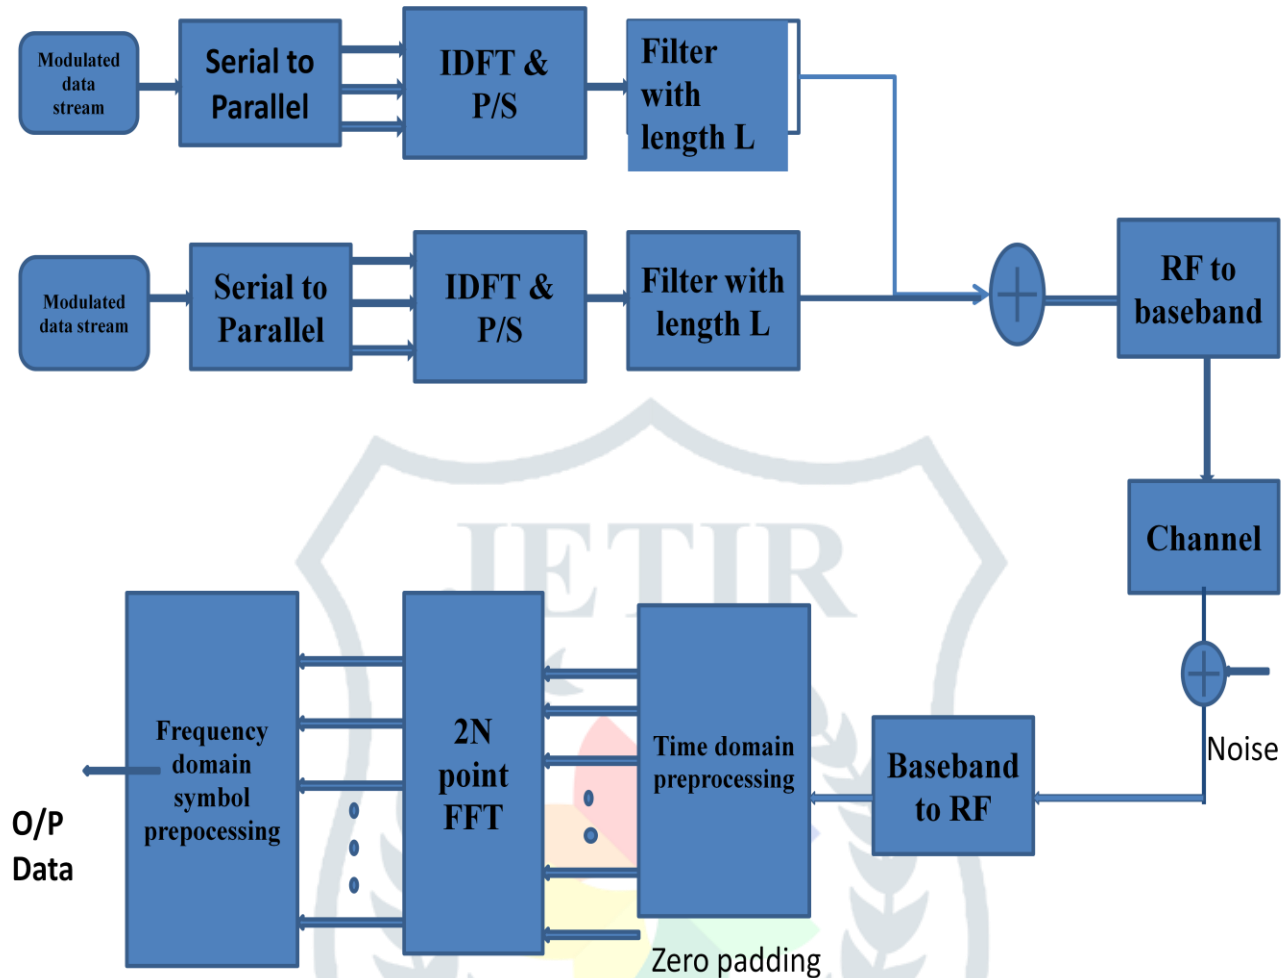 Modulated
data
stream
Serial to
Parallel
IDFT &
P/S
Filter
with
length L
Modulated
data stream
Serial to
Parallel
IDFT &
P/S
Filter with
length L
RF to
baseband
Channel
Noise
Baseband
to RF
Time domain
preprocessing
Zero padding
2N
point
FFT
Frequency
domain
symbol
prepocessing
O/P
Data
JETIR